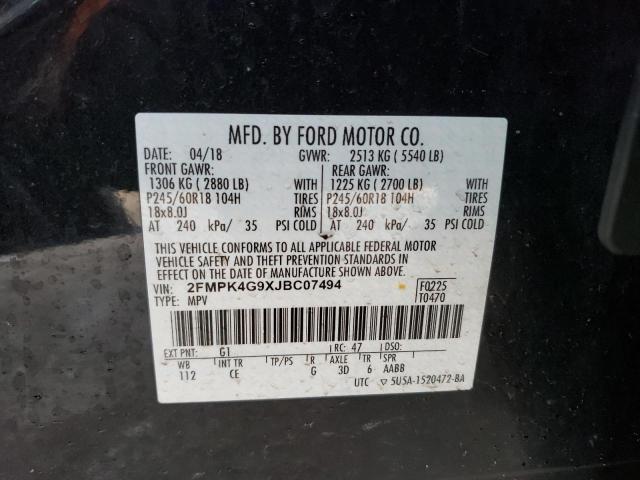 MFD. BY FORD MOTOR CO.
DATE: 04/18 GVWR: 2513 KG ( 5540 LB)
FRONT GAWR: REAR GAWR:
1306 KG ( 2880 LB) WITH 1225 KG ( 2700 LB) WITH
P245/60R18 104H TIRES P245/60R18 104H TIRES
18x8.0J RIMS 18x8.0J RIMS
AT 240 kPa/ 35 PSI COLD AT 240 kPa/ 35 PSI COLD
THIS VEHICLE CONFORMS TO ALL APPLICABLE FEDERAL MOTOR
VEHICLE SAFETY AND THEFT PREVENTION STANDARDS IN
EFFECT ON THE DATE OF MANUFACTURE SHOWN ABOVE.
VIN: 2FMPK4G9XJBC07494 F0225
TYPE: MPV T0470
EXT PNT: G1 RC: 47 DSO:
WB INT TR TP/PS R AXLE TR SPR
112 CE G 3D 6 AABB
UTC ▽ 5U5A-1520472-BA